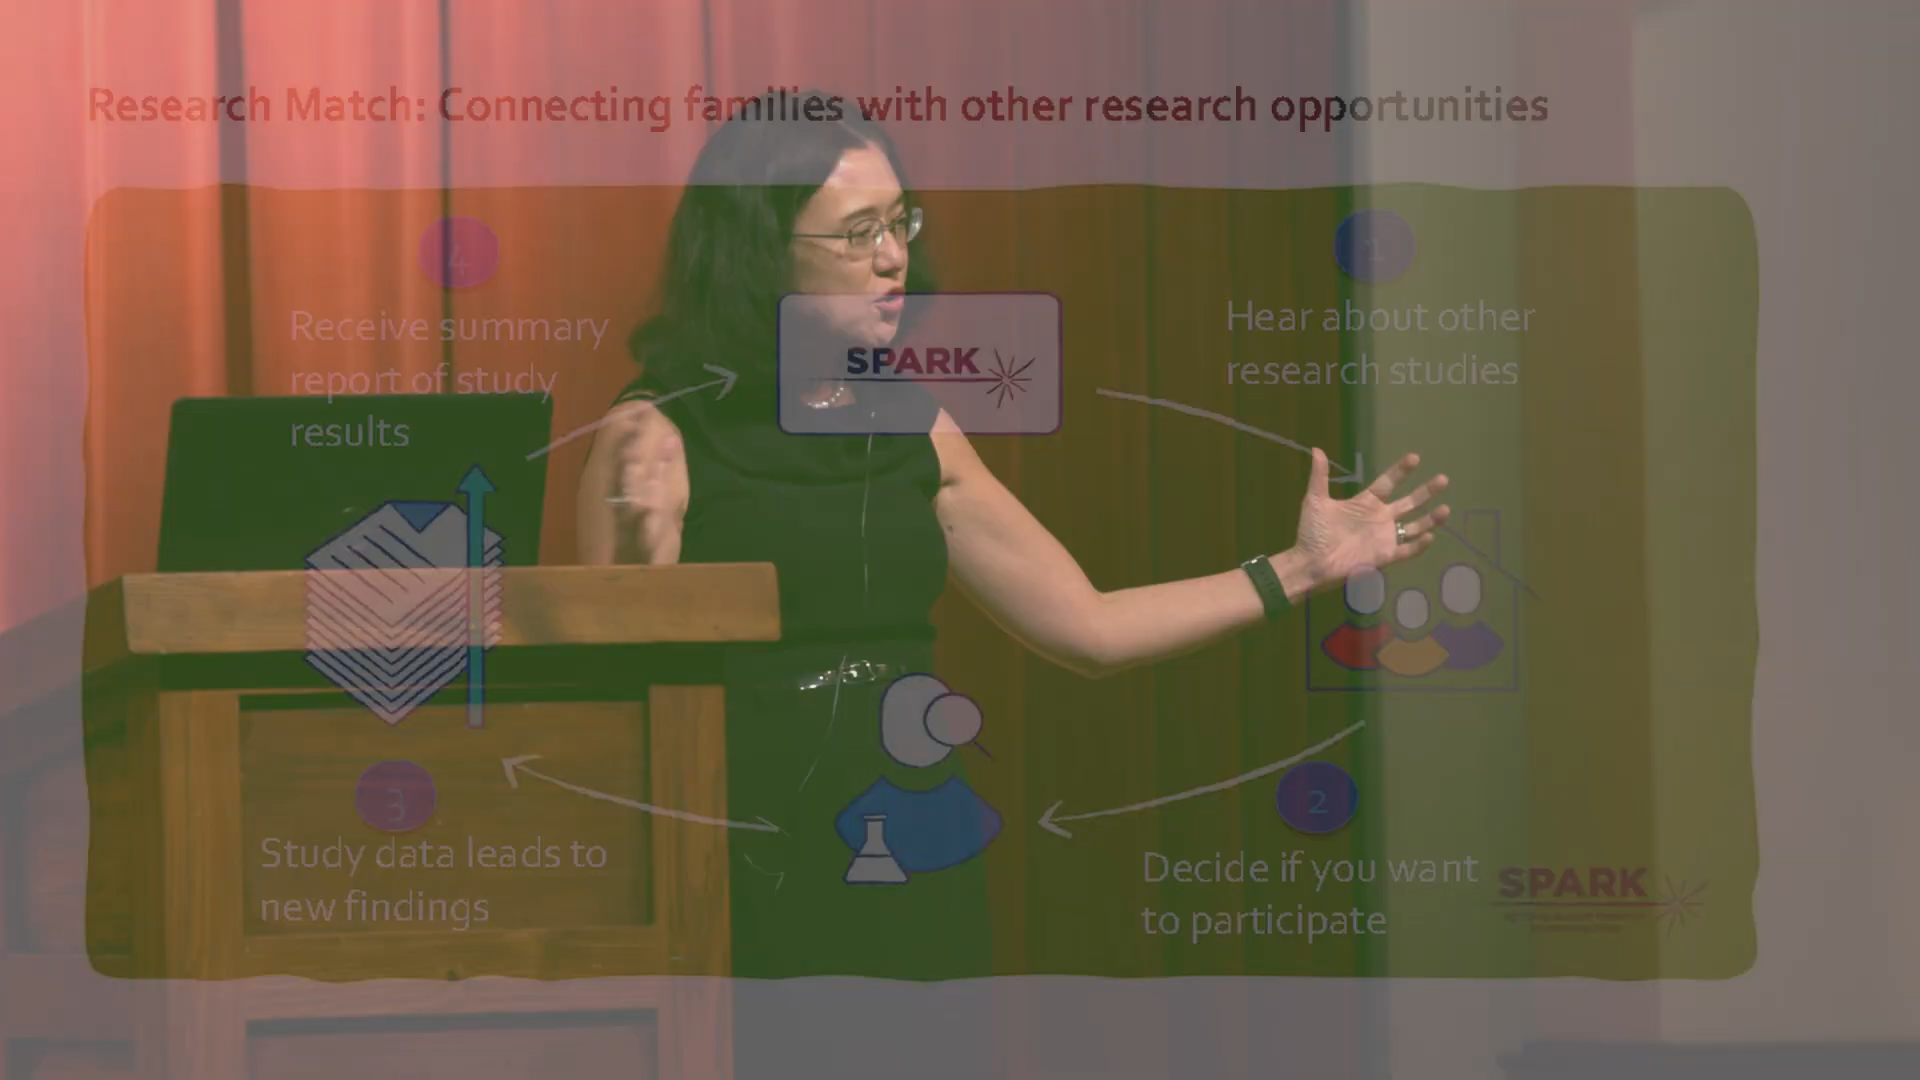 Research Match: Connecting families with other research opportunities
1
Hear about other
research studies
2
Decide if you want
to participate
3
Study data leads to
new findings
4
Receive summary
report of study
results
SPARK
SPARK